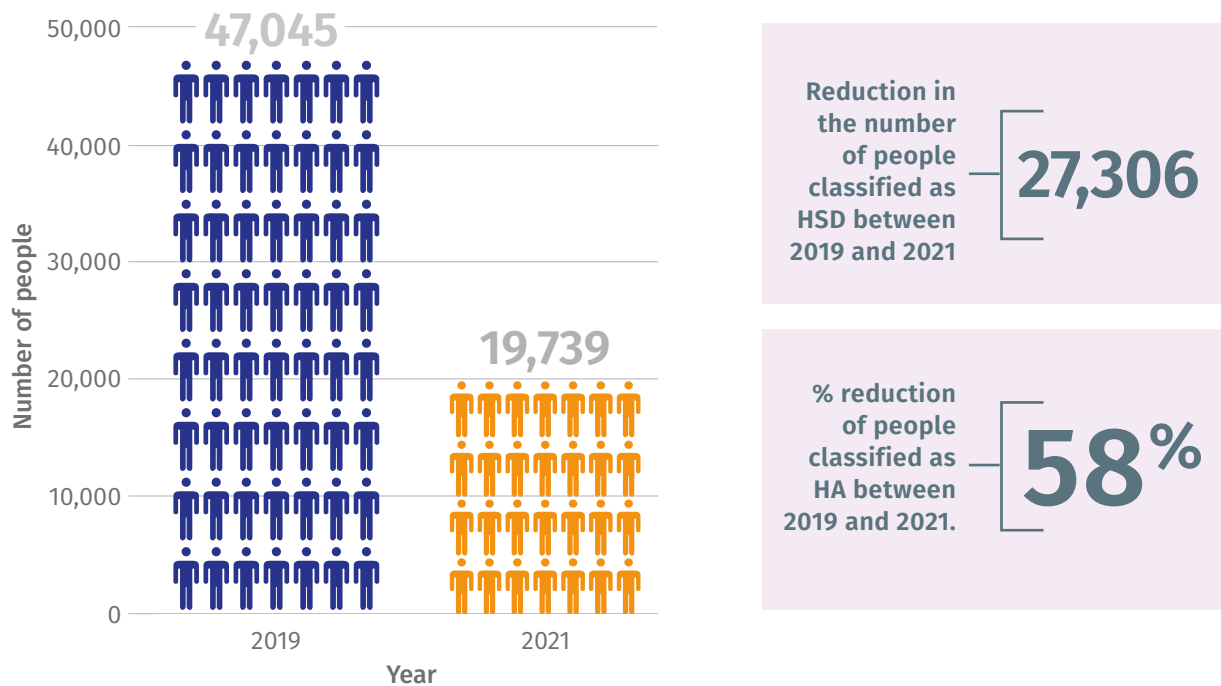 50,000
40,000
30,000
20,000
10,000
0
Number of people
47,045
19,739
2019
2021
Year
Reduction in
the number
of people
classified as
HSD between
2019 and 2021
27,306
% reduction
of people
classified as
HA between
2019 and 2021.
58%